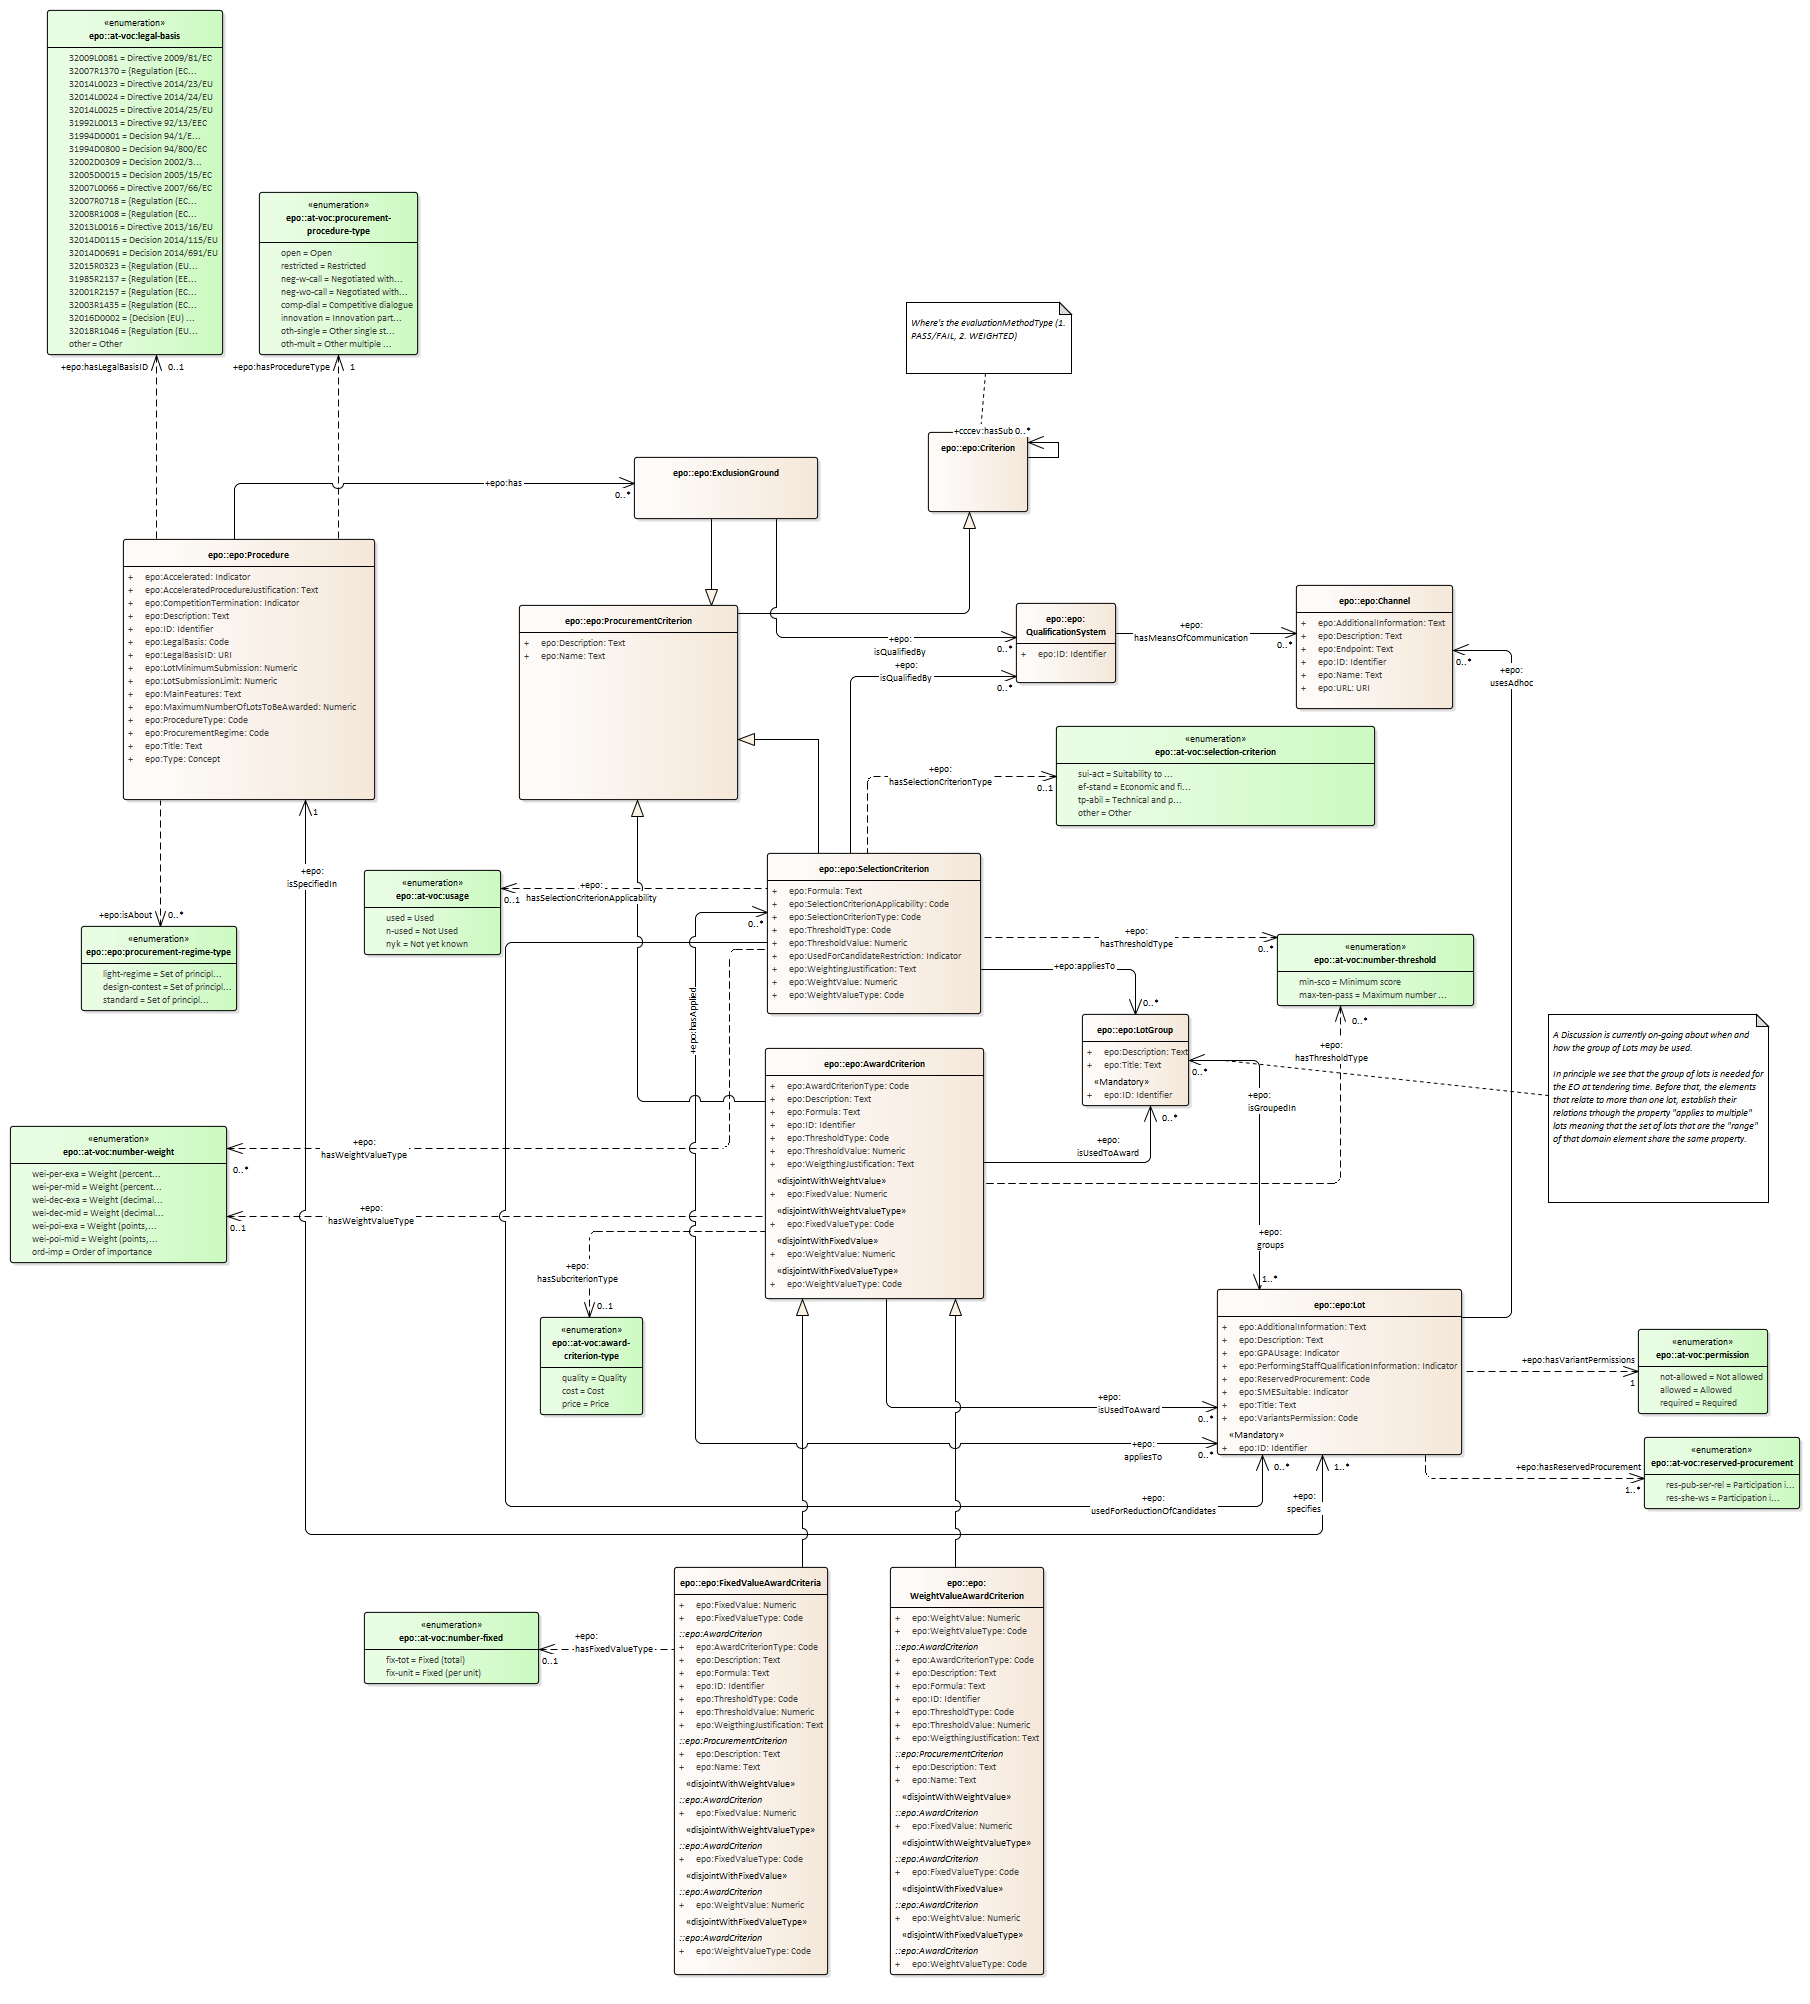 «enumeration»
epo::at-voc:legal-basis
32009L0081 = Directive 2009/81/EC
32007R1370 = {Regulation (EC...
32014L0023 = Directive 2014/23/EU
32014L0024 = Directive 2014/24/EU
32014L0025 = Directive 2014/25/EU
31992L0013 = Directive 92/13/EEC
31994D0001 = Decision 94/1/E...
31994D0800 = Decision 94/800/EC
32002D0309 = Decision 2002/3...
32005D0015 = Decision 2005/15/EC
32007L0066 = Directive 2007/66/EC
32007R0718 = {Regulation (EC...
32008R1008 = {Regulation (EC...
32013L0016 = Directive 2013/16/EU
32014D0115 = Decision 2014/115/EU
32014D0691 = Decision 2014/691/EU
32015R0323 = {Regulation (EU...
31985R2137 = {Regulation (EE...
32001R2157 = {Regulation (EC...
32003R1435 = {Regulation (EC...
32016D0002 = {Decision (EU) ...
32018R1046 = {Regulation (EU...
other = Other
«enumeration»
epo::at-voc:procurement-
procedure-type
open = Open
restricted = Restricted
neg-w-call = Negotiated with...
neg-wo-call = Negotiated with...
comp-dial = Competitive dialogue
innovation = Innovation part...
oth-single = Other single st...
oth-mult = Other multiple ...
+epo:hasLegalBasisID 0..1
+epo:hasProcedureType 1
Where's the evaluationMethodType (1.
PASS/FAIL, 2. WEIGHTED)
+cccev:hasSub 0..*
epo::epo:Criterion
epo::epo:ExclusionGround
+epo:has
0..*
epo::epo:Procedure
+ epo:Accelerated: Indicator
+ epo:AcceleratedProcedureJustification: Text
+ epo:CompetitionTermination: Indicator
+ epo:Description: Text
+ epo:ID: Identifier
+ epo:LegalBasis: Code
+ epo:LegalBasisID: URI
+ epo:LotMinimumSubmission: Numeric
+ epo:LotSubmissionLimit: Numeric
+ epo:MainFeatures: Text
+ epo:MaximumNumberOfLotsToBeAwarded: Numeric
+ epo:ProcedureType: Code
+ epo:ProcurementRegime: Code
+ epo:Title: Text
+ epo:Type: Concept
epo::epo:ProcurementCriterion
+ epo:Description: Text
+ epo:Name: Text
epo::epo:
QualificationSystem
+ epo:ID: Identifier
+epo:
isQualifiedBy
0..*
+epo:
isQualifiedBy
0..*
+epo:
hasMeansOfCommunication
0..*
epo::epo:Channel
+ epo:AdditionalInformation: Text
+ epo:Description: Text
+ epo:Endpoint: Text
+ epo:ID: Identifier
+ epo:Name: Text
+ epo:URL: URI
0..*
+epo:
usesAdhoc
«enumeration»
epo::at-voc:selection-criterion
sui-act = Suitability to ...
ef-stand = Economic and fi...
tp-abil = Technical and p...
other = Other
+epo:
hasSelectionCriterionType
0..1
1
+epo:
isSpecifiedIn
+epo:isAbout 0..*
«enumeration»
epo::epo:procurement-regime-type
light-regime = Set of principl...
design-contest = Set of principl...
standard = Set of principl...
«enumeration»
epo::at-voc:usage
used = Used
n-used = Not Used
nyk = Not yet known
+epo:
hasSelectionCriterionApplicability
0..1
epo::epo:SelectionCriterion
+ epo:Formula: Text
+ epo:SelectionCriterionApplicability: Code
+ epo:SelectionCriterionType: Code
+ epo:ThresholdType: Code
+ epo:ThresholdValue: Numeric
+ epo:UsedForCandidateRestriction: Indicator
+ epo:WeightingJustification: Text
+ epo:WeightValue: Numeric
+ epo:WeightValueType: Code
0..*
+epo:hasApplied
+epo:
hasThresholdType
0..*
«enumeration»
epo::at-voc:number-threshold
min-sco = Minimum score
max-ten-pass = Maximum number ...
+epo:appliesTo
0..*
0..*
+epo:
hasThresholdType
epo::epo:LotGroup
+ epo:Description: Text
+ epo:Title: Text
«Mandatory»
+ epo:ID: Identifier
0..*
+epo:
isGroupedIn
0..*
+epo:
isUsedToAward
A Discussion is currently on-going about when and
how the group of Lots may be used.
In principle we see that the group of lots is needed for
the EO at tendering time. Before that, the elements
that relate to more than one lot, establish their
relations trhough the property "applies to multiple"
lots meaning that the set of lots that are the "range"
of that domain element share the same property.
epo::epo:AwardCriterion
+ epo:AwardCriterionType: Code
+ epo:Description: Text
+ epo:Formula: Text
+ epo:ID: Identifier
+ epo:ThresholdType: Code
+ epo:ThresholdValue: Numeric
+ epo:WeigthingJustification: Text
«disjointWithWeightValue»
+ epo:FixedValue: Numeric
«disjointWithWeightValueType»
+ epo:FixedValueType: Code
«disjointWithFixedValue»
+ epo:WeightValue: Numeric
«disjointWithFixedValueType»
+ epo:WeightValueType: Code
«enumeration»
epo::at-voc:number-weight
wei-per-exa = Weight (percent...
wei-per-mid = Weight (percent...
wei-dec-exa = Weight (decimal...
wei-dec-mid = Weight (decimal...
wei-poi-exa = Weight (points,...
wei-poi-mid = Weight (points,...
ord-imp = Order of importance
+epo:
hasWeightValueType
0..*
+epo:
hasWeightValueType
0..1
+epo:
hasSubcriterionType
0..1
«enumeration»
epo::at-voc:award-
criterion-type
quality = Quality
cost = Cost
price = Price
+epo:
groups
1..*
epo::epo:Lot
+ epo:AdditionalInformation: Text
+ epo:Description: Text
+ epo:GPAUsage: Indicator
+ epo:PerformingStaffQualificationInformation: Indicator
+ epo:ReservedProcurement: Code
+ epo:SMESuitable: Indicator
+ epo:Title: Text
+ epo:VariantsPermission: Code
«Mandatory»
+ epo:ID: Identifier
+epo:hasVariantPermissions
1
«enumeration»
epo::at-voc:permission
not-allowed = Not allowed
allowed = Allowed
required = Required
+epo:hasReservedProcurement
1..*
«enumeration»
epo::at-voc:reserved-procurement
res-pub-ser-rel = Participation i...
res-she-ws = Participation i...
+epo:
isUsedToAward
0..*
+epo:
appliesTo
0..*
0..*
1..*
+epo:
usedForReductionOfCandidates
+epo:
specifies
epo::epo:FixedValueAwardCriteria
+ epo:FixedValue: Numeric
+ epo:FixedValueType: Code
::epo:AwardCriterion
+ epo:AwardCriterionType: Code
+ epo:Description: Text
+ epo:Formula: Text
+ epo:ID: Identifier
+ epo:ThresholdType: Code
+ epo:ThresholdValue: Numeric
+ epo:WeigthingJustification: Text
::epo:ProcurementCriterion
+ epo:Description: Text
+ epo:Name: Text
«disjointWithWeightValue»
::epo:AwardCriterion
+ epo:FixedValue: Numeric
«disjointWithWeightValueType»
::epo:AwardCriterion
+ epo:FixedValueType: Code
«disjointWithFixedValue»
::epo:AwardCriterion
+ epo:WeightValue: Numeric
«disjointWithFixedValueType»
::epo:AwardCriterion
+ epo:WeightValueType: Code
«enumeration»
epo::at-voc:number-fixed
fix-tot = Fixed (total)
fix-unit = Fixed (per unit)
+epo:
hasFixedValueType
0..1
epo::epo:
WeightValueAwardCriterion
+ epo:WeightValue: Numeric
+ epo:WeightValueType: Code
::epo:AwardCriterion
+ epo:AwardCriterionType: Code
+ epo:Description: Text
+ epo:Formula: Text
+ epo:ID: Identifier
+ epo:ThresholdType: Code
+ epo:ThresholdValue: Numeric
+ epo:WeigthingJustification: Text
::epo:ProcurementCriterion
+ epo:Description: Text
+ epo:Name: Text
«disjointWithWeightValue»
::epo:AwardCriterion
+ epo:FixedValue: Numeric
«disjointWithWeightValueType»
::epo:AwardCriterion
+ epo:FixedValueType: Code
«disjointWithFixedValue»
::epo:AwardCriterion
+ epo:WeightValue: Numeric
«disjointWithFixedValueType»
::epo:AwardCriterion
+ epo:WeightValueType: Code